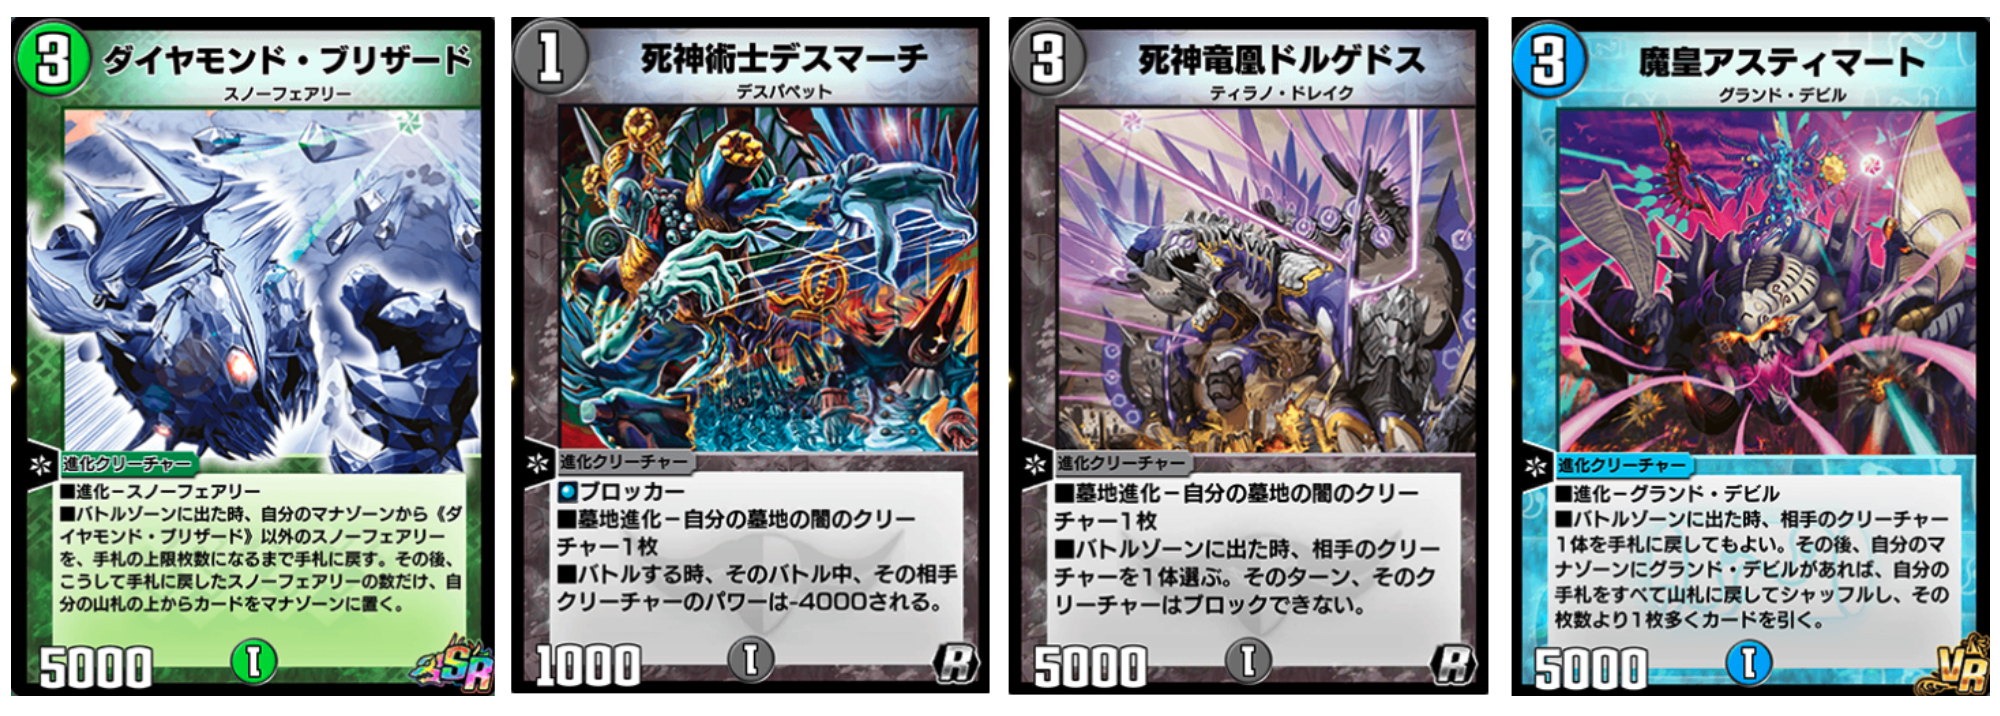 3
ダイヤモンド・ブリザード
スノーフェアリー
進化クリーチャー
■進化－スノーフェアリー
■バトルゾーンに出た時、自分のマナゾーンから《ダ
イヤモンド・ブリザード》以外のスノーフェアリー
を、手札の上限枚数になるまで手札に戻す。その後、
こうして手札に戻したスノーフェアリーの数だけ、自
分の山札の上からカードをマナゾーンに置く。
5000
I
SR
1
死神術士デスマーチ
デスパペット
進化クリーチャー
ブロッカー
■墓地進化－自分の墓地の闇のクリー
チャー1枚
■バトルする時、そのバトル中、その相手
クリーチャーのパワーは-4000される。
1000
I
R
3
死神竜凰ドルゲドス
ティラノ・ドレイク
進化クリーチャー
■墓地進化－自分の墓地の闇のクリー
チャー1枚
■バトルゾーンに出た時、相手のクリー
チャーを1体選ぶ。そのターン、そのク
リーチャーはブロックできない。
5000
I
R
3
魔皇アスティマート
グランド・デビル
進化クリーチャー
■進化－グランド・デビル
■バトルゾーンに出た時、相手のクリーチャー
1体を手札に戻してもよい。その後、自分のマ
ナゾーンにグランド・デビルがあれば、自分の
手札をすべて山札に戻してシャッフルし、その
枚数より1枚多くカードを引く。
5000
I
VR